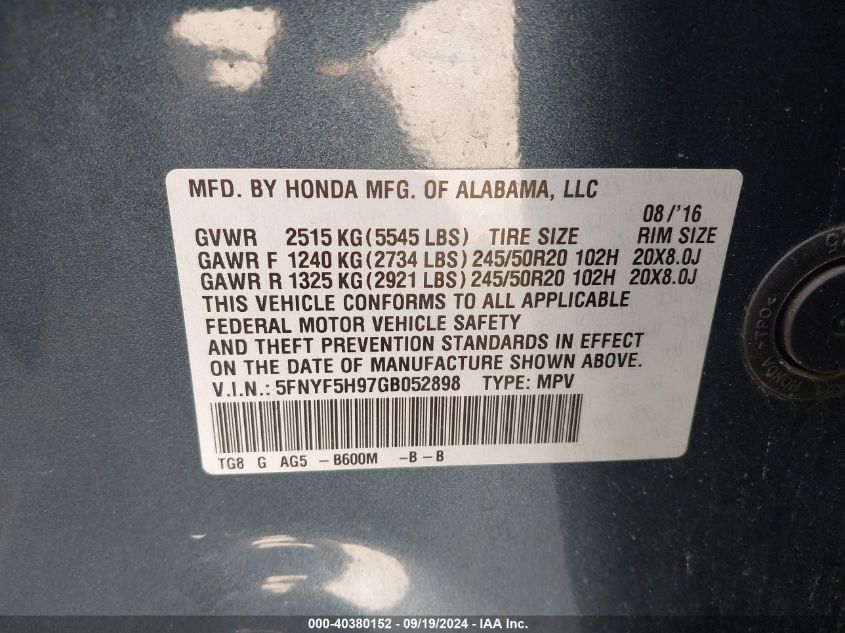 MFD. BY HONDA MFG. OF ALABAMA, LLC
08/'16
GVWR 2515 KG(5545 LBS) TIRE SIZE RIM SIZE
GAWR F 1240 KG(2734 LBS)245/50R20 102H 20X8.0J
GAWR R 1325 KG(2921 LBS)245/50R20 102H 20X8.0J
THIS VEHICLE CONFORMS TO ALL APPLICABLE
FEDERAL MOTOR VEHICLE SAFETY
AND THEFT PREVENTION STANDARDS IN EFFECT
ON THE DATE OF MANUFACTURE SHOWN ABOVE.
V.I.N.: 5FNYF5H97GB052898 TYPE: MPV
TG8 G AG5 -B600M -B-B
HONDA >TPO<
000-40380152 - 09/19/2024 - IAA Inc.